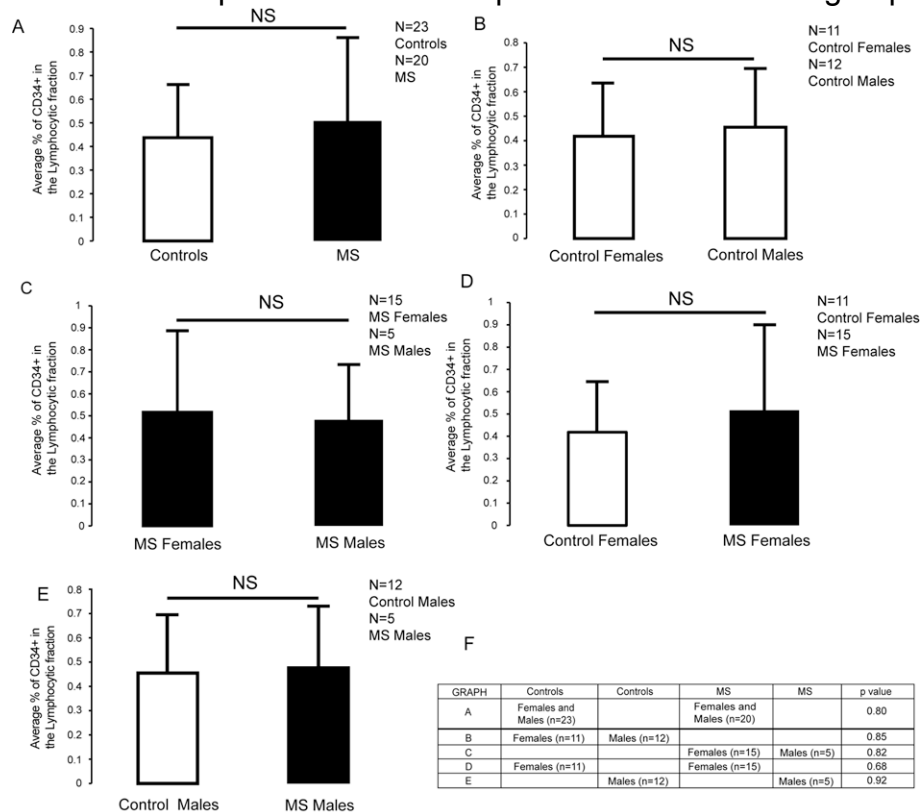 A
NS
N=23
Controls
N=20
MS
Average % of CD34+ in
the Lymphocytic fraction
0.9
0.8
0.7
0.6
0.5
0.4
0.3
0.2
0.1
0
Controls MS
B
NS
N=11
Control Females
N=12
Control Males
Average % of CD34+ in
the Lymphocytic fraction
0.8
0.7
0.6
0.5
0.4
0.3
0.2
0.1
0
Control Females Control Males
C
NS
N=15
MS Females
N=5
MS Males
Average % of CD34+ in
the Lymphocytic fraction
1
0.9
0.8
0.7
0.6
0.5
0.4
0.3
0.2
0.1
0
MS Females MS Males
D
NS
N=11
Control Females
N=15
MS Females
Average % of CD34+ in
the Lymphocytic fraction
1
0.9
0.8
0.7
0.6
0.5
0.4
0.3
0.2
0.1
0
Control Females MS Females
E
NS
N=12
Control Males
N=5
MS Males
Average % of CD34+ in
the Lymphocytic fraction
0.8
0.7
0.6
0.5
0.4
0.3
0.2
0.1
0
Control Males MS Males
F
GRAPH Controls Controls MS MS p value
A Females and Males (n=23) Females and Males (n=20) 0.80
B Females (n=11) Males (n=12) 0.85
C Females (n=15) Males (n=5) 0.82
D Females (n=11) Females (n=15) 0.68
E Males (n=12) Males (n=5) 0.92